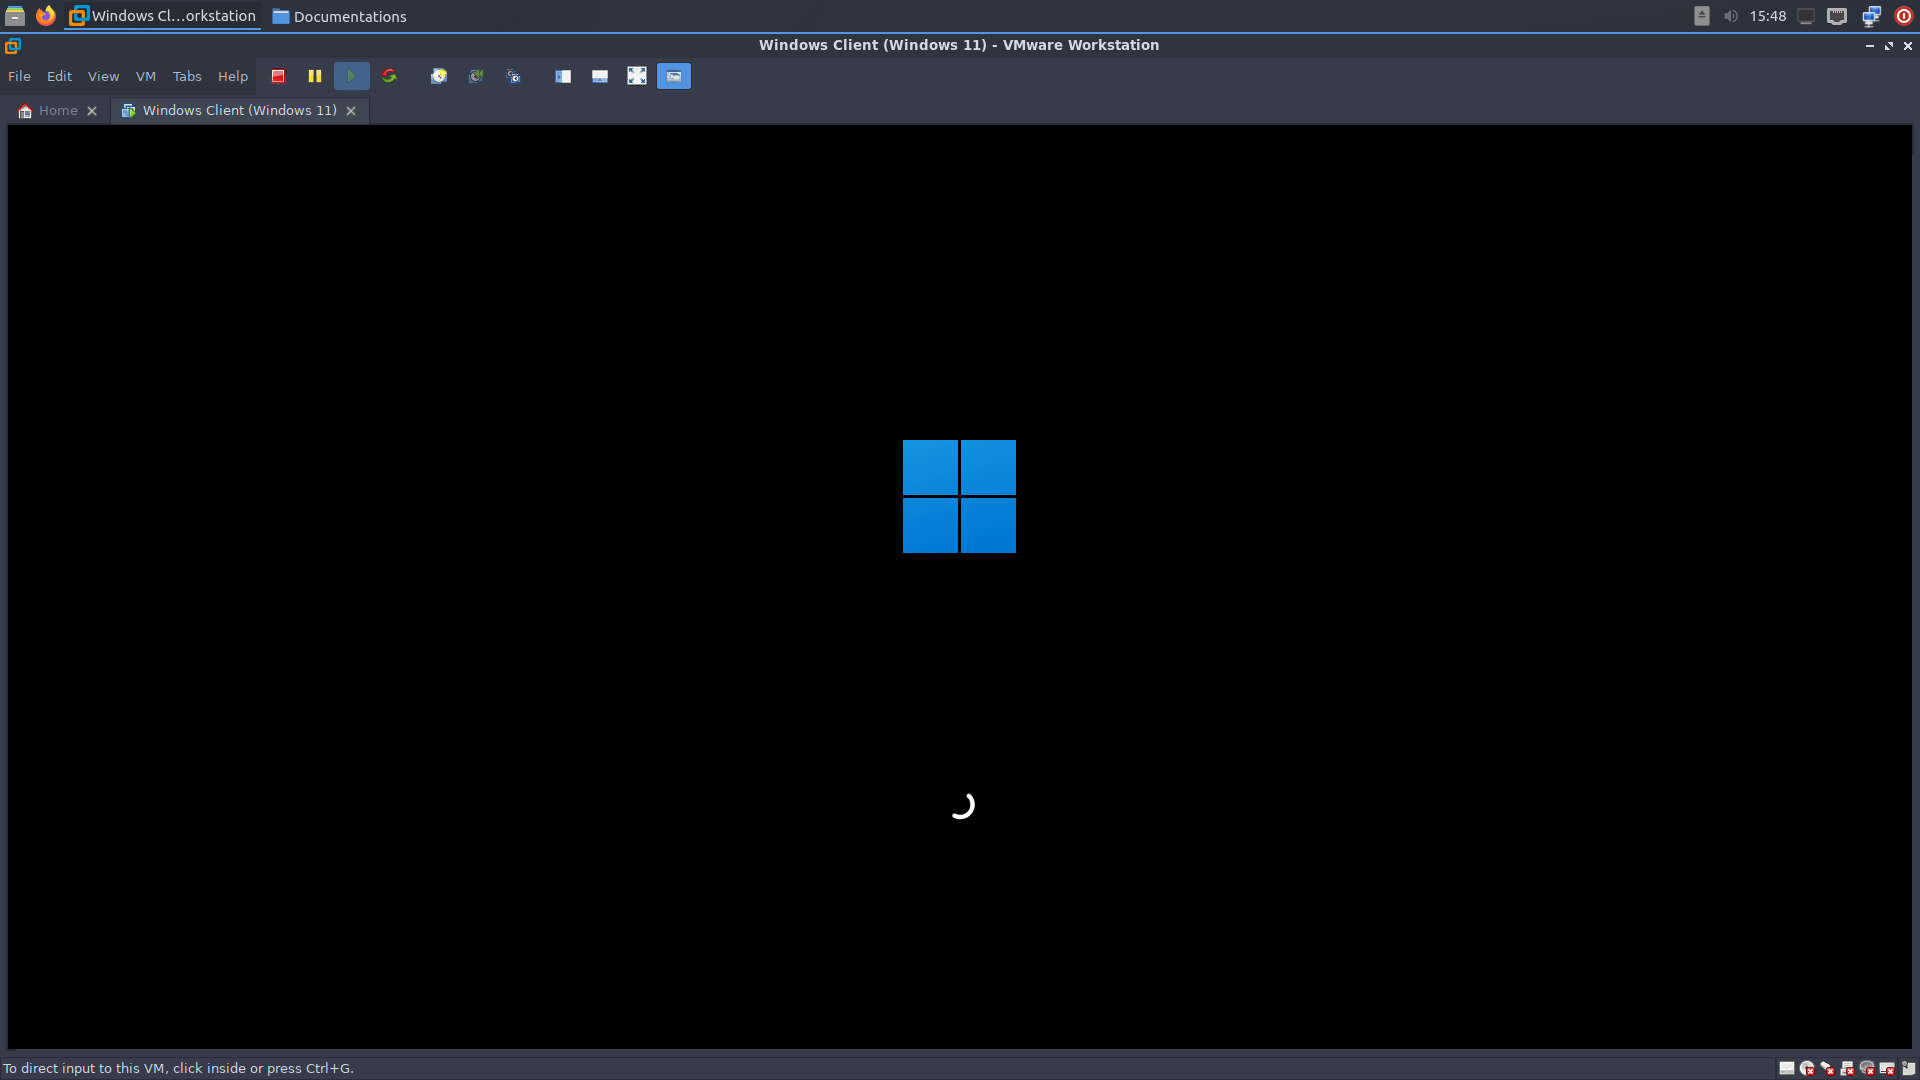 Windows Cl...orkstation
Documentations
15:48
Windows Client (Windows 11) - VMware Workstation
File Edit View VM Tabs Help
Home
Windows Client (Windows 11)
To direct input to this VM, click inside or press Ctrl+G.